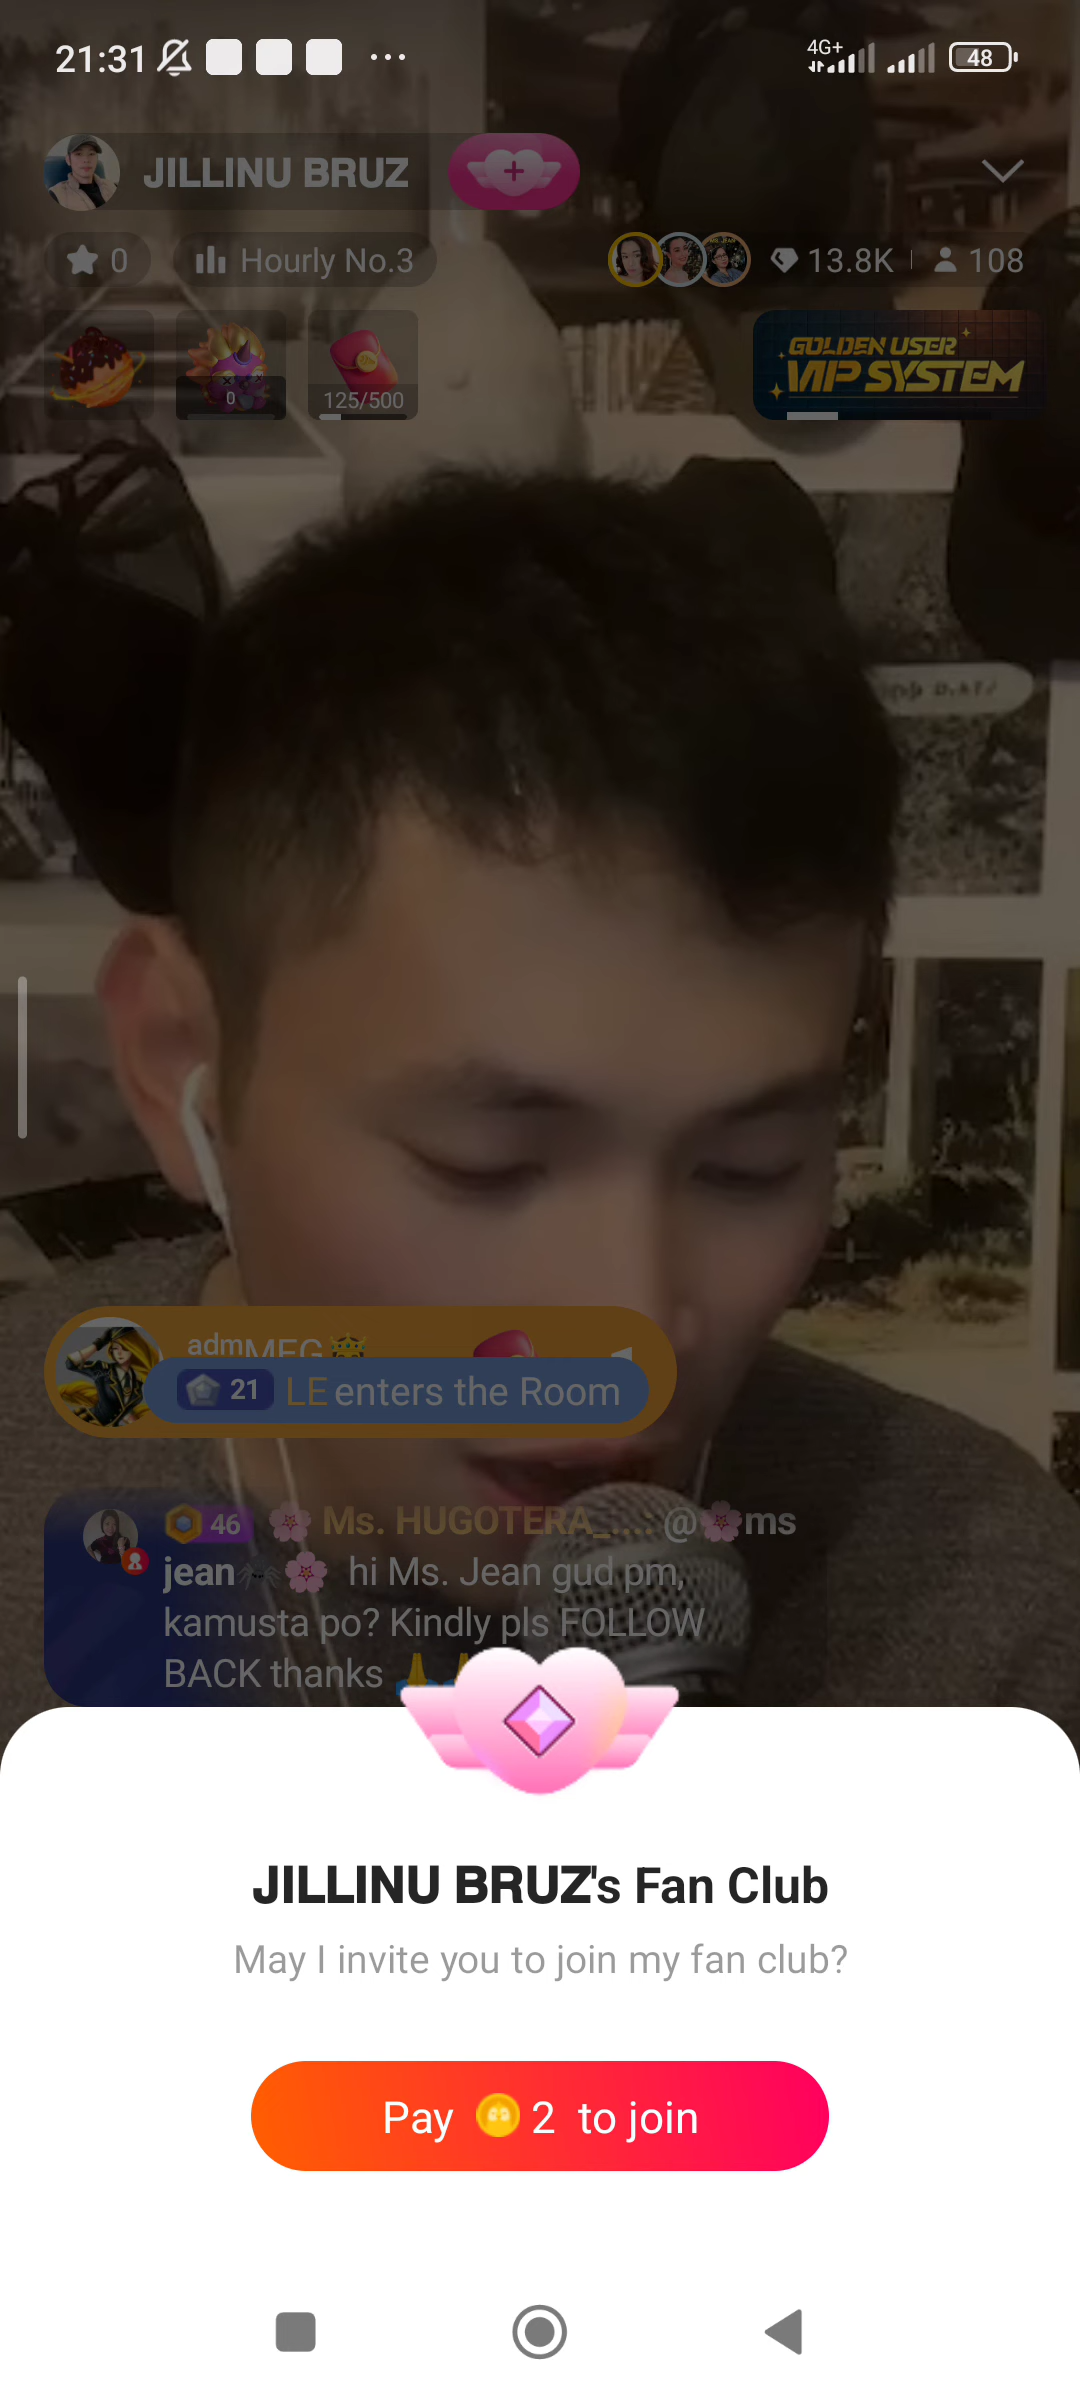 21:31
4G+
48
JILLINU BRUZ
0
Hourly No.3
13.8K
108
0
125/500
GOLDEN USER
VIP SYSTEM
admMEG
21 LE enters the Room
46 🌸 Ms. HUGOTERA_....: @🌸ms
jean🕷🌸 hi Ms. Jean gud pm,
kamusta po? Kindly pls FOLLOW
BACK thanks 🙏🙏
JILLINU BRUZ's Fan Club
May I invite you to join my fan club?
Pay 2 to join